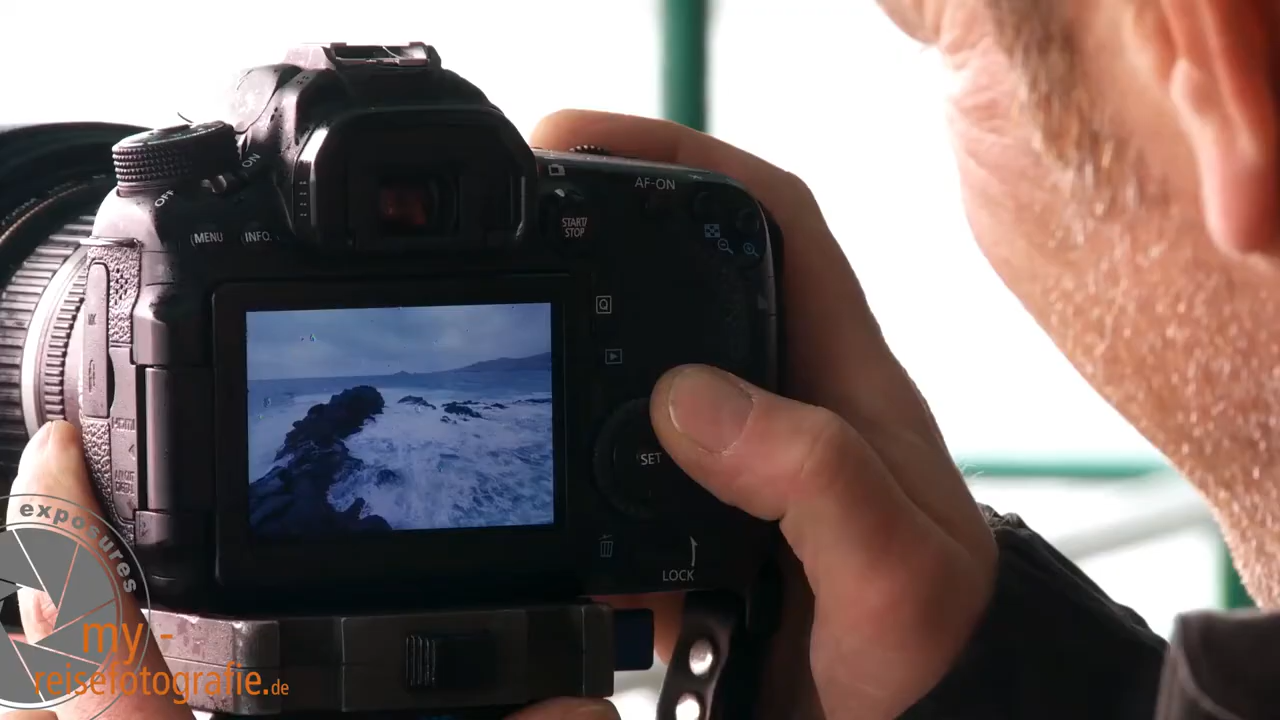 ON
OFF
MENU
INFO.
AF-ON
START/
STOP
Q
SET
LOCK
exposures
my -
reisefotografie.de